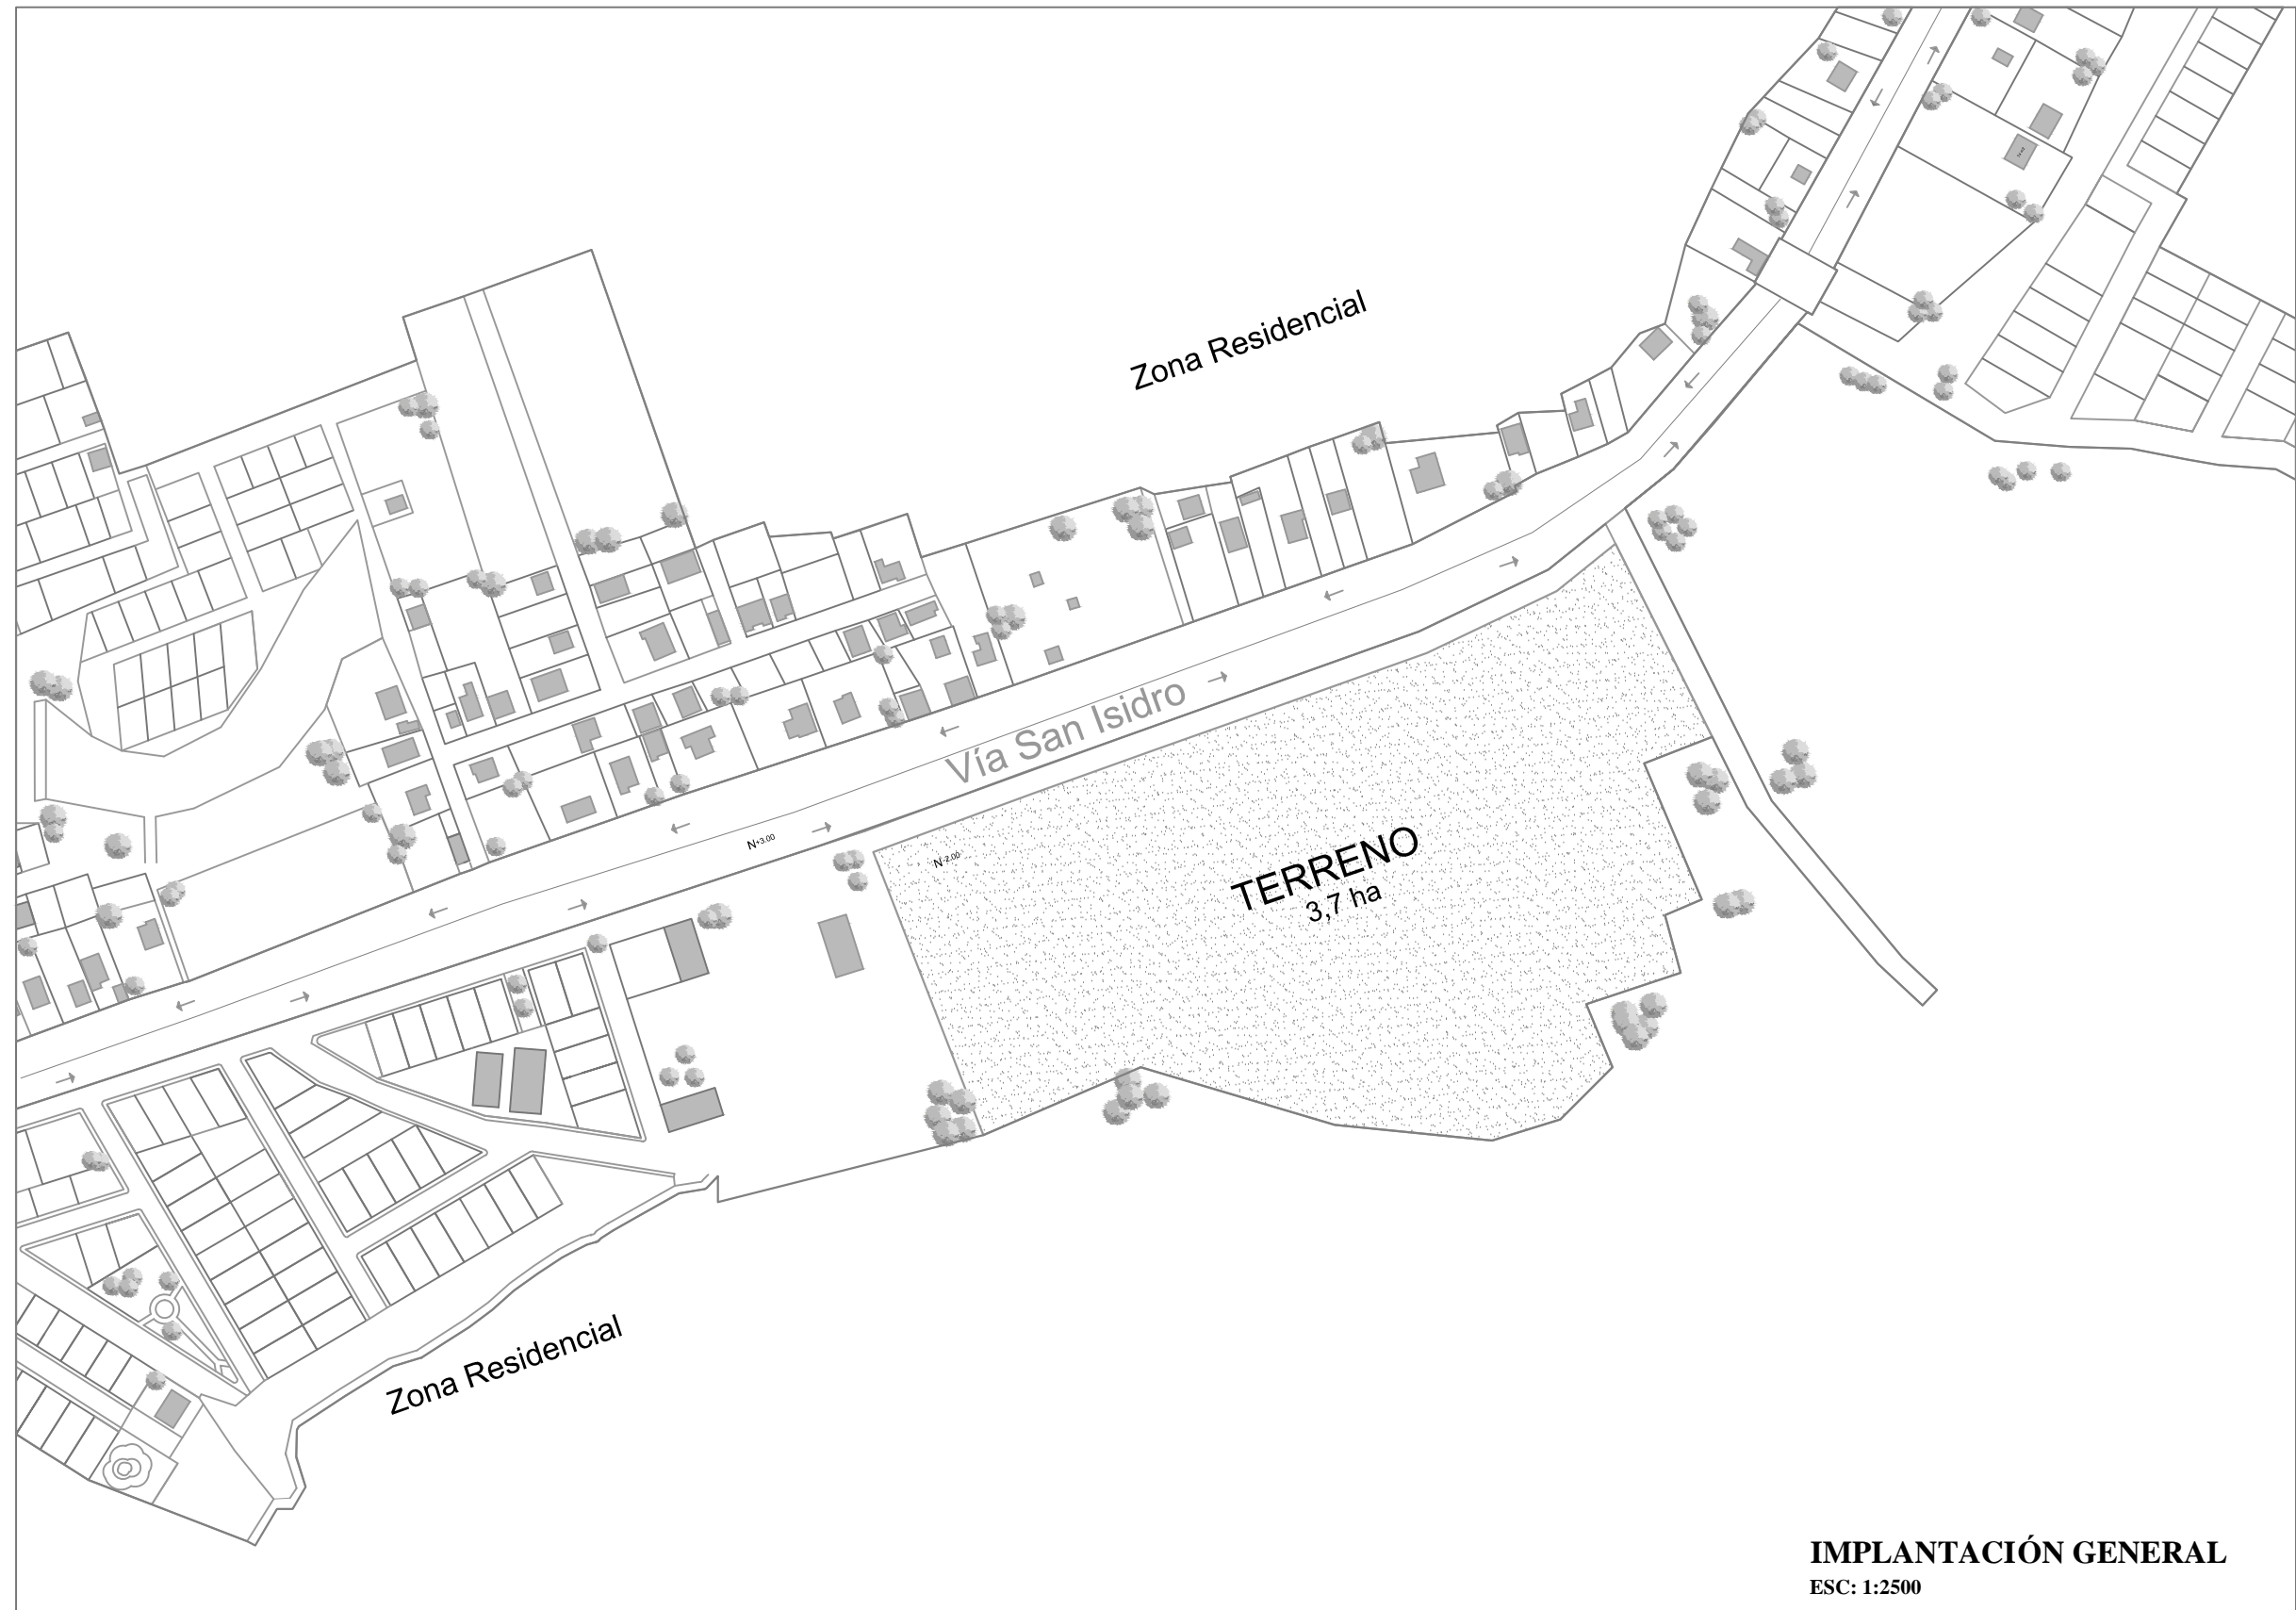 Zona Residencial
Vía San Isidro
N+3.00
N-2.00
TERRENO
3,7 ha
Zona Residencial
IMPLANTACIÓN GENERAL
ESC: 1:2500